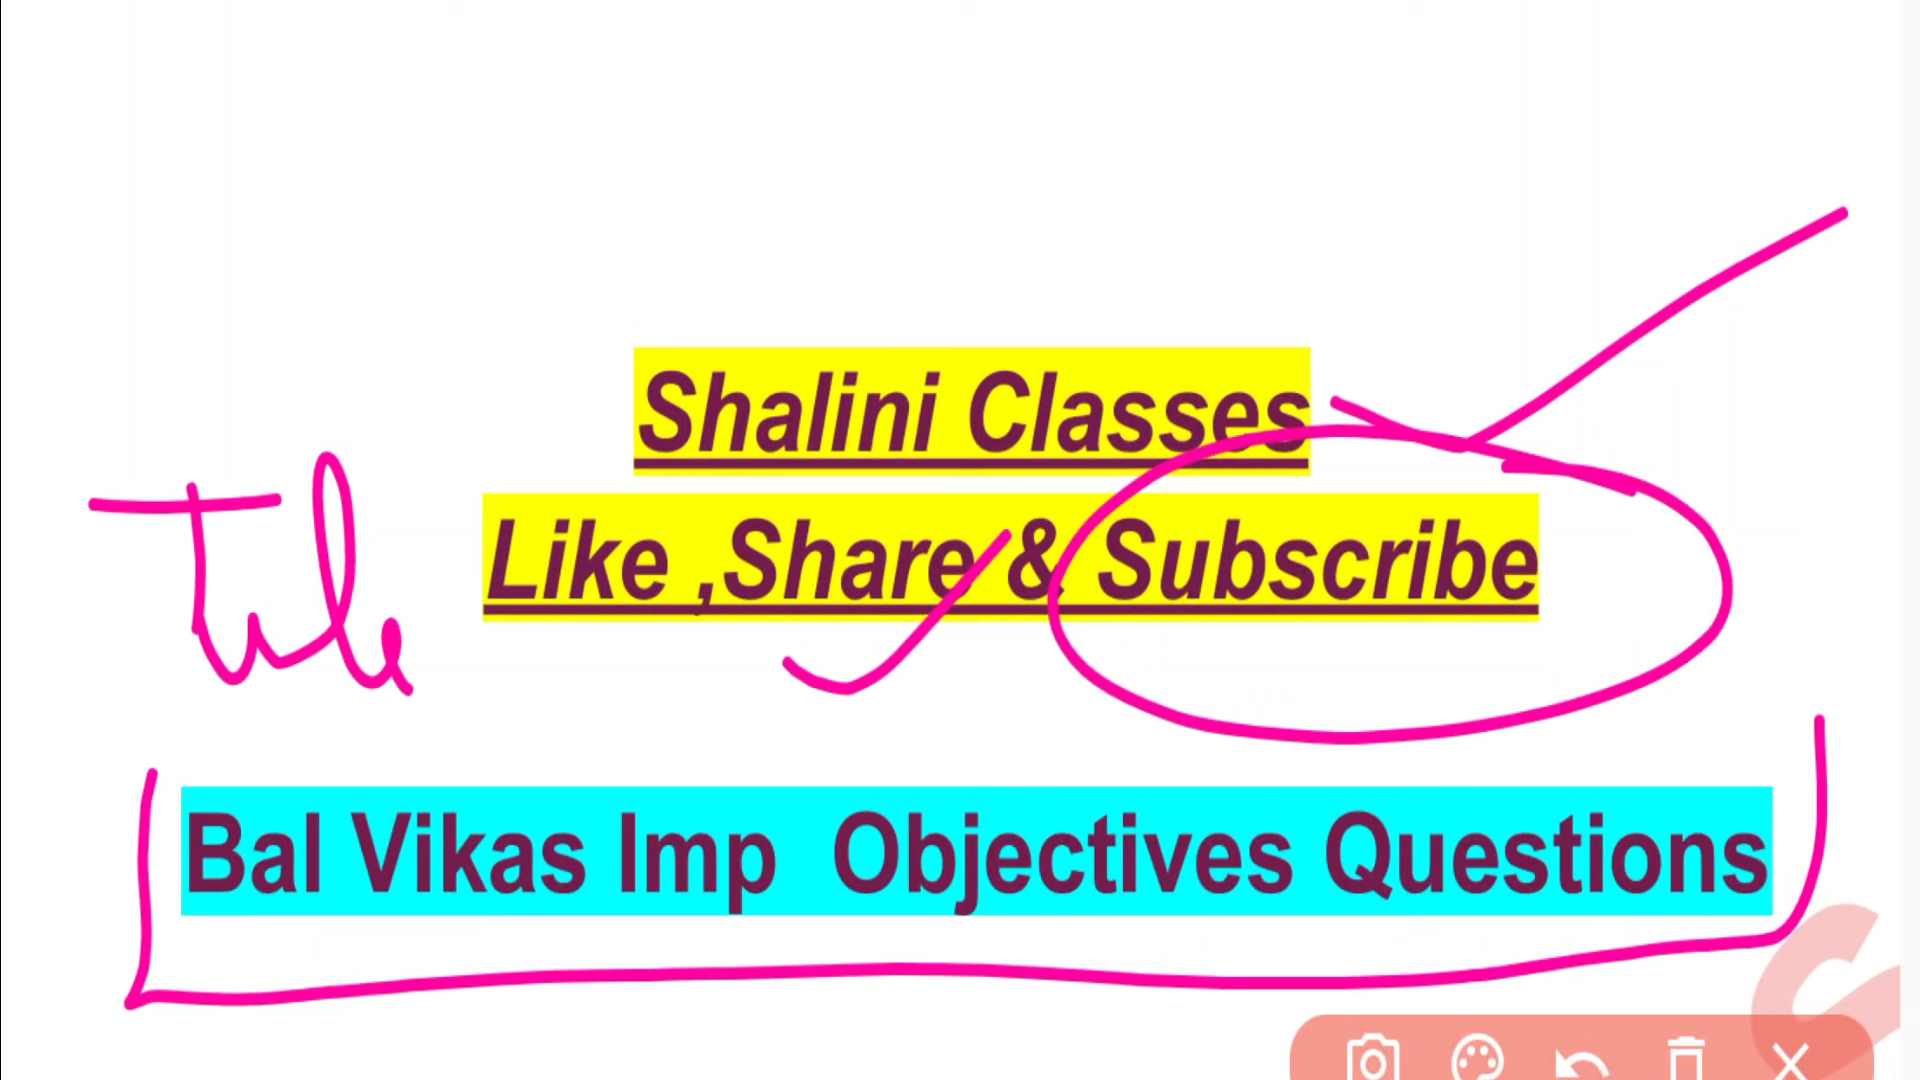 Shalini Classes
Like ,Share & Subscribe
Bal Vikas Imp  Objectives Questions